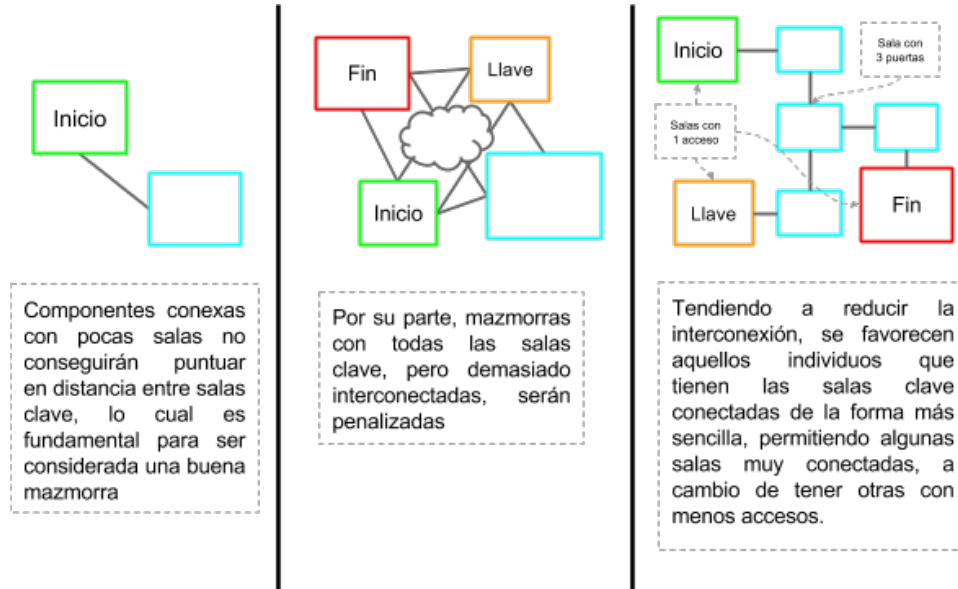 Inicio
Componentes conexas
con pocas salas no
conseguirán puntuar
en distancia entre salas
clave, lo cual es
fundamental para ser
considerada una buena
mazmorra
Fin
Llave
Inicio
Por su parte, mazmorras
con todas las salas
clave, pero demasiado
interconectadas, serán
penalizadas
Inicio
Sala con
3 puertas
Salas con
1 acceso
Llave
Fin
Tendiendo a reducir la
interconexión, se favorecen
aquellos individuos que
tienen las salas clave
conectadas de la forma más
sencilla, permitiendo algunas
salas muy conectadas, a
cambio de tener otras con
menos accesos.